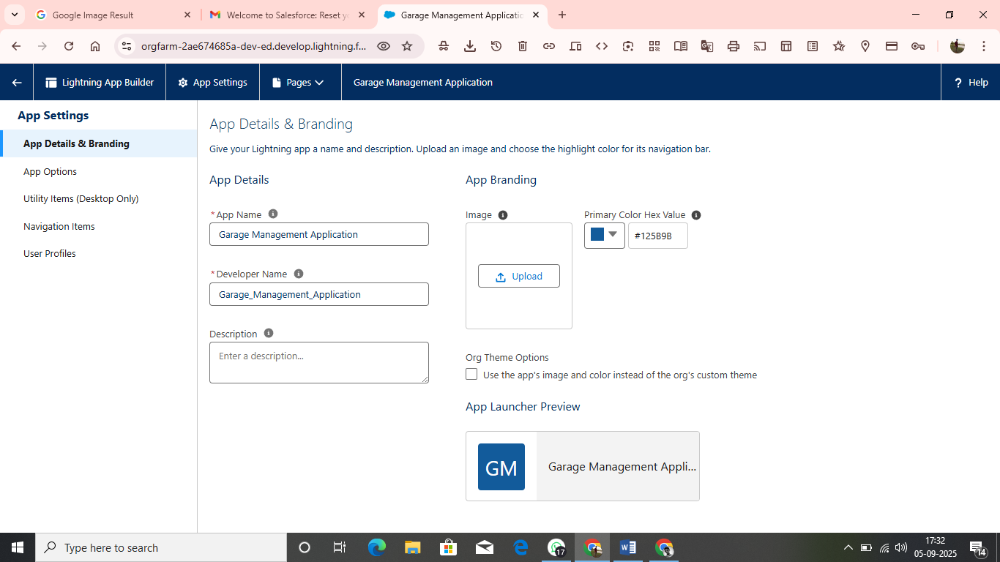 Google Image Result
Welcome to Salesforce: Reset y
Garage Management Applicatio
orgfarm-2ae674685a-dev-ed.develop.lightning.f...
Lightning App Builder
App Settings
Pages
Garage Management Application
? Help
App Settings
App Details & Branding
App Options
Utility Items (Desktop Only)
Navigation Items
User Profiles
App Details & Branding
Give your Lightning app a name and description. Upload an image and choose the highlight color for its navigation bar.
App Details
*App Name
Garage Management Application
*Developer Name
Garage_Management_Application
Description
Enter a description...
App Branding
Image
Upload
Primary Color Hex Value
#125B9B
Org Theme Options
Use the app's image and color instead of the org's custom theme
App Launcher Preview
GM
Garage Management Appli...
Type here to search
17
17:32
05-09-2025
14